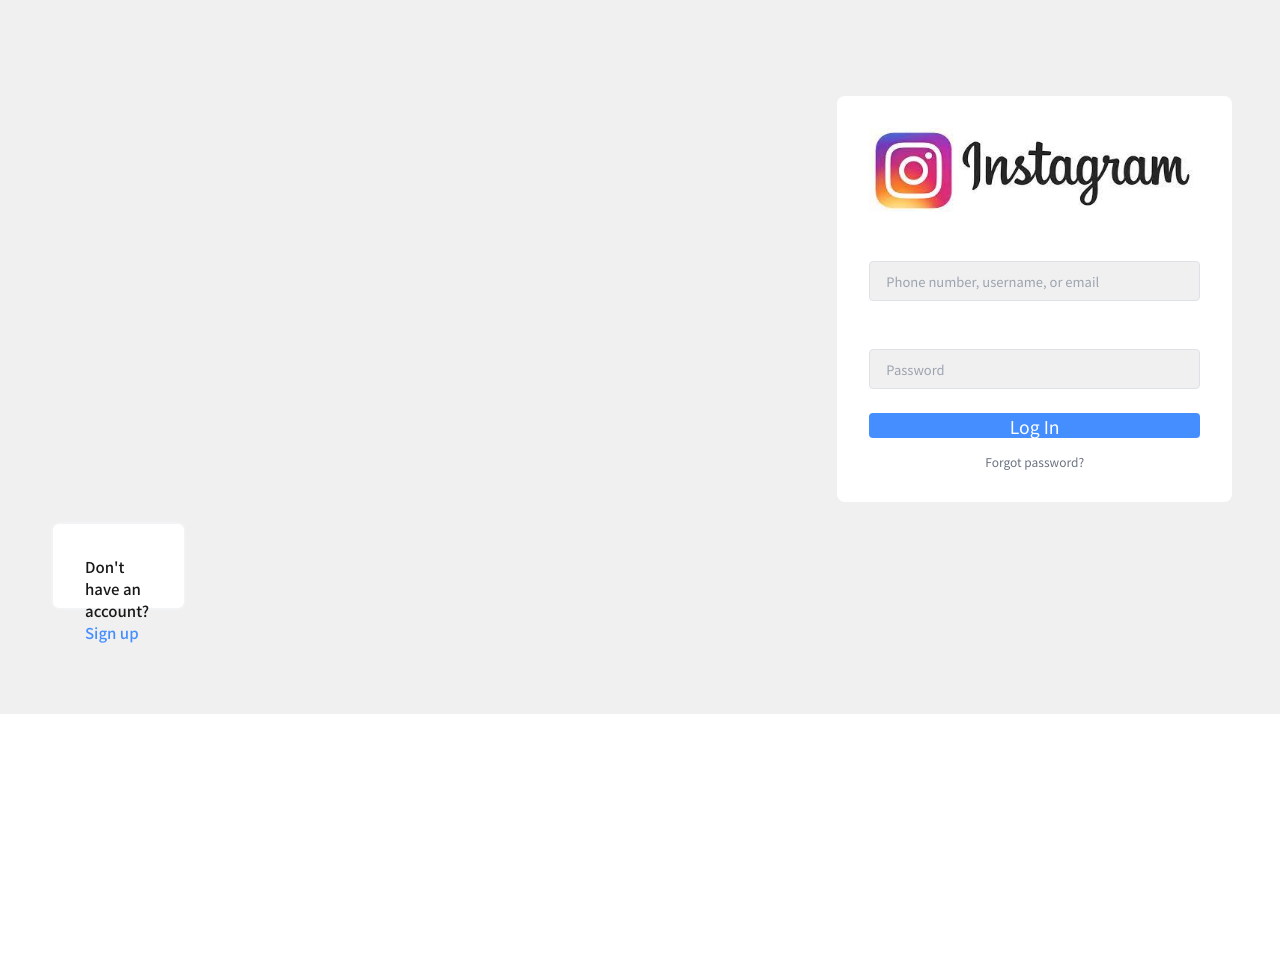 Instagram
Phone number, username, or email
Password
Log In
Forgot password?
Don't
have an
account?
Sign up